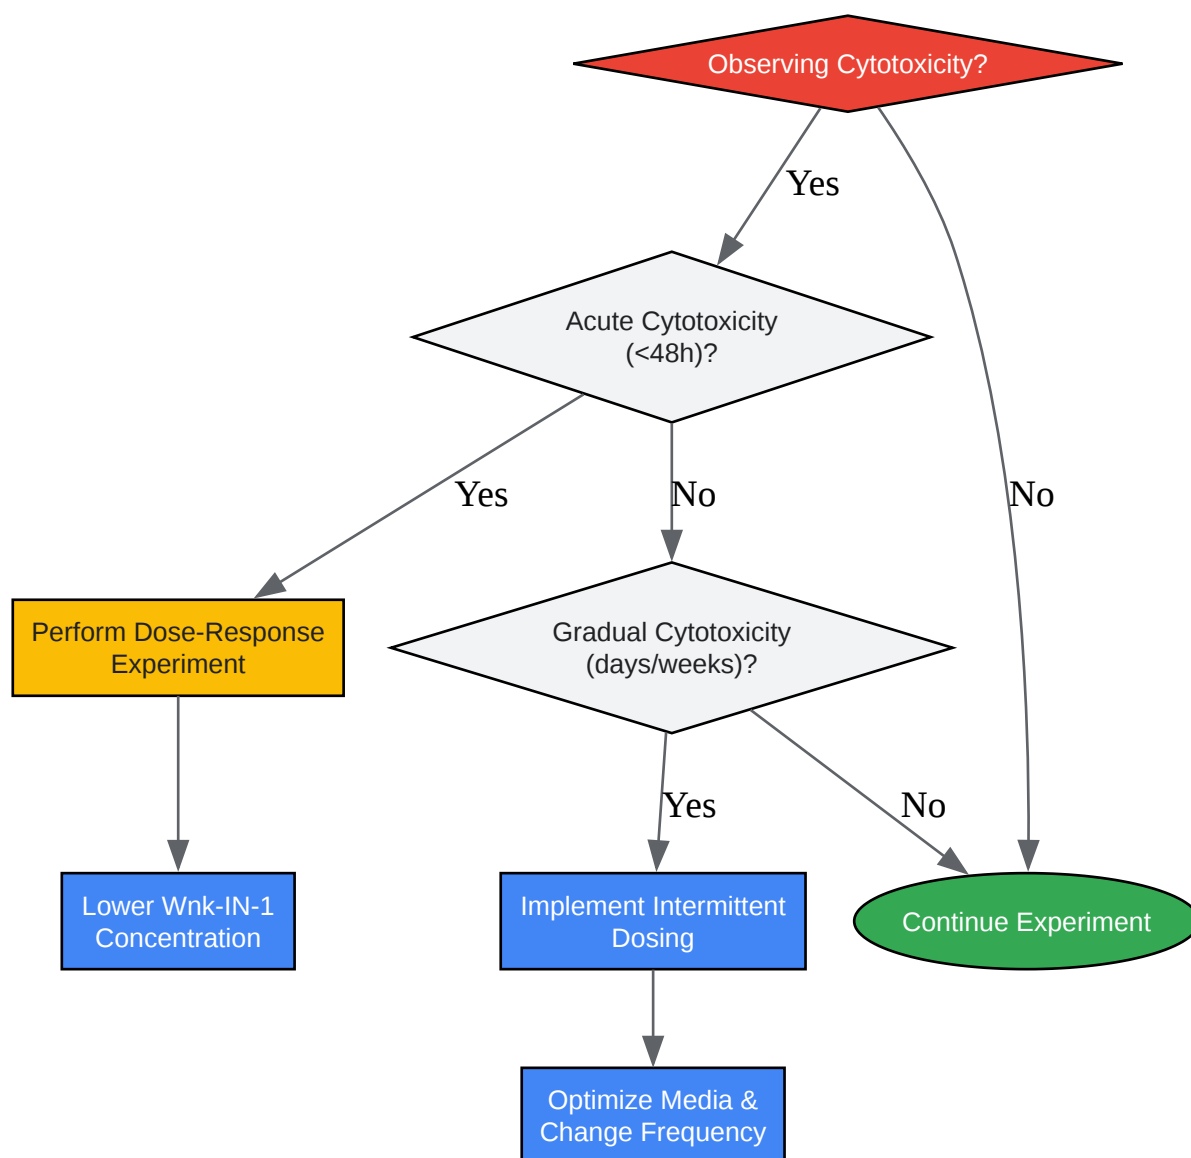 Observing Cytotoxicity?
Yes
Acute Cytotoxicity
(<48h)?
Yes
No
No
Perform Dose-Response
Experiment
Gradual Cytotoxicity
(days/weeks)?
Yes
No
Lower Wnk-IN-1
Concentration
Implement Intermittent
Dosing
Continue Experiment
Optimize Media &
Change Frequency